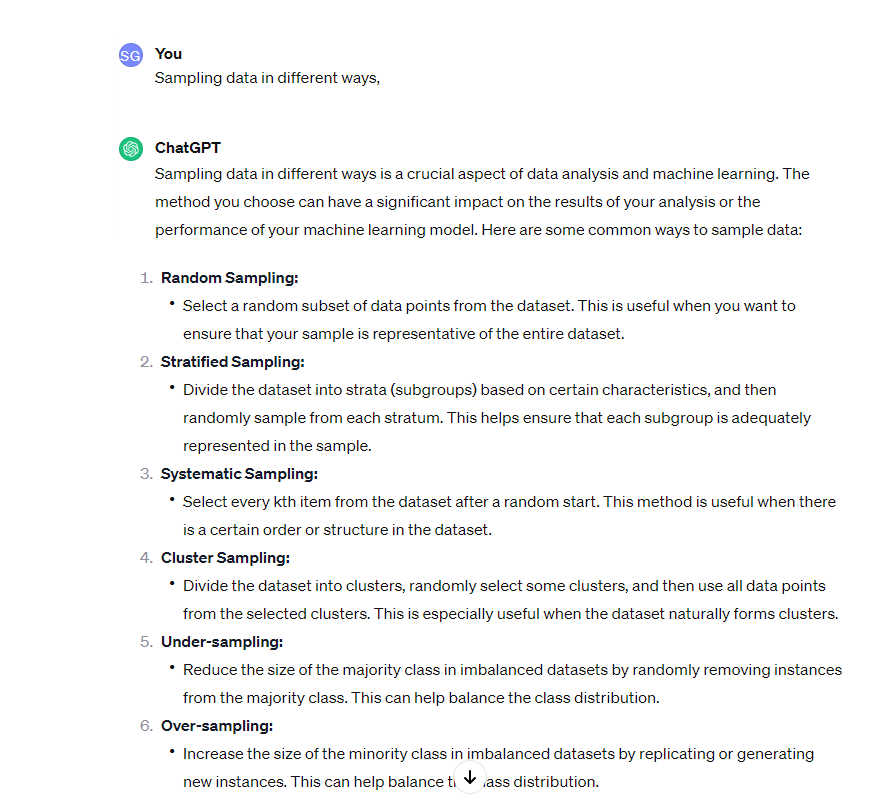 SG You
Sampling data in different ways,
ChatGPT
Sampling data in different ways is a crucial aspect of data analysis and machine learning. The
method you choose can have a significant impact on the results of your analysis or the
performance of your machine learning model. Here are some common ways to sample data:
1. Random Sampling:
• Select a random subset of data points from the dataset. This is useful when you want to
ensure that your sample is representative of the entire dataset.
2. Stratified Sampling:
• Divide the dataset into strata (subgroups) based on certain characteristics, and then
randomly sample from each stratum. This helps ensure that each subgroup is adequately
represented in the sample.
3. Systematic Sampling:
• Select every kth item from the dataset after a random start. This method is useful when there
is a certain order or structure in the dataset.
4. Cluster Sampling:
• Divide the dataset into clusters, randomly select some clusters, and then use all data points
from the selected clusters. This is especially useful when the dataset naturally forms clusters.
5. Under-sampling:
• Reduce the size of the majority class in imbalanced datasets by randomly removing instances
from the majority class. This can help balance the class distribution.
6. Over-sampling:
• Increase the size of the minority class in imbalanced datasets by replicating or generating
new instances. This can help balance distribution.